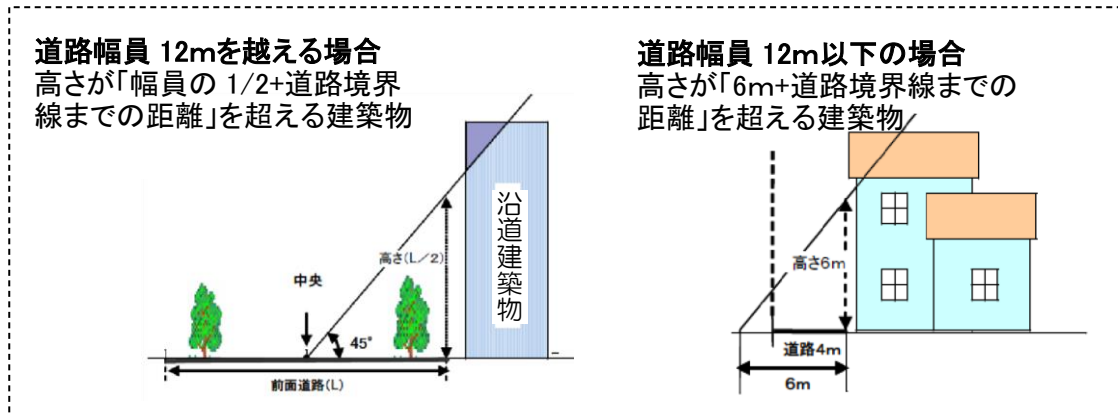 道路幅員 12mを越える場合
高さが「幅員の 1/2+道路境界
線までの距離」を超える建築物
中央
高さ(L/2)
45°
前面道路(L)
沿道建築物
道路幅員 12m以下の場合
高さが「6m+道路境界線までの
距離」を超える建築物
高さ6m
道路4m
6m